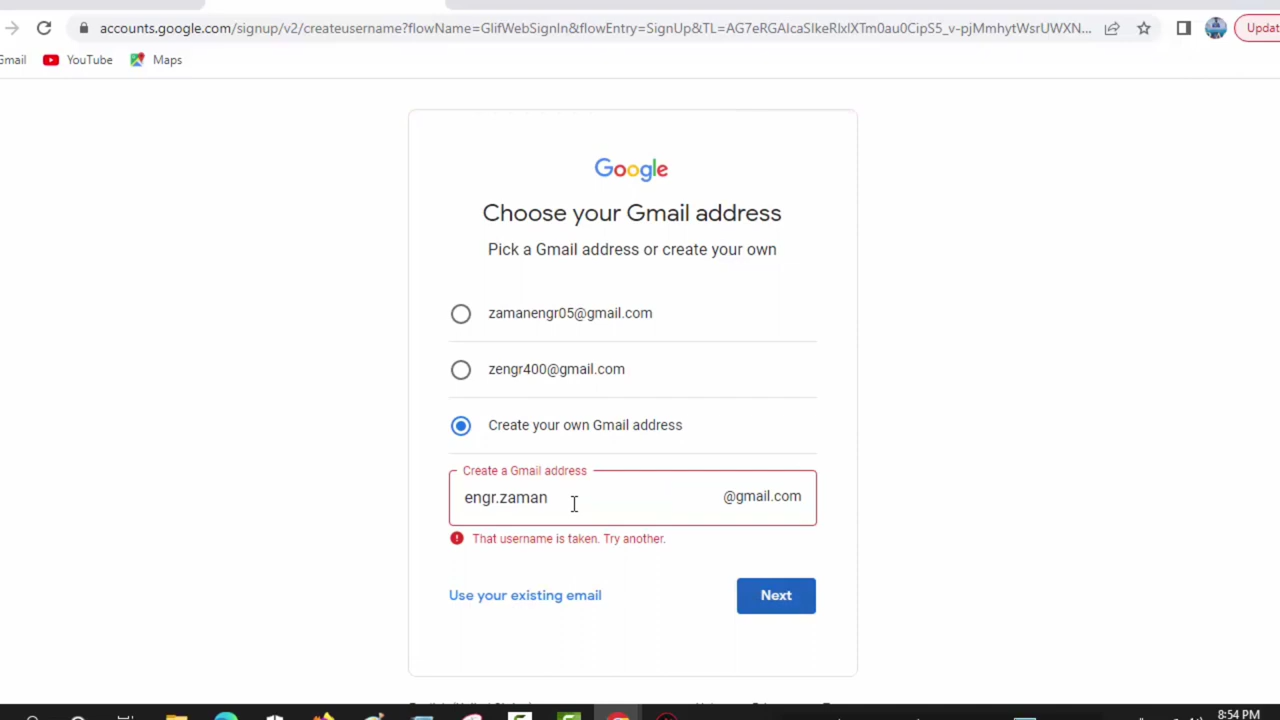 accounts.google.com/signup/v2/createusername?flowName=GlifWebSignIn&flowEntry=SignUp&TL=AG7eRGAIcaSIkeRIxlXTm0au0CipS5_v-pjMmhytWsrUWXN...
Updat
Gmail YouTube Maps
Google
Choose your Gmail address
Pick a Gmail address or create your own
zamanengr05@gmail.com
zengr400@gmail.com
Create your own Gmail address
Create a Gmail address
engr.zaman @gmail.com
That username is taken. Try another.
Use your existing email Next
8:54 PM